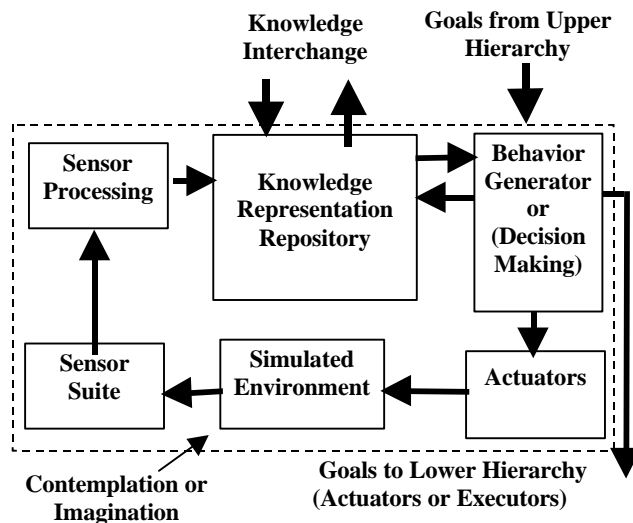 Knowledge
Interchange
Goals from Upper
Hierarchy
Sensor
Processing
Knowledge
Representation
Repository
Behavior
Generator
or
(Decision
Making)
Sensor
Suite
Simulated
Environment
Actuators
Contemplation or
Imagination
Goals to Lower Hierarchy
(Actuators or Executors)